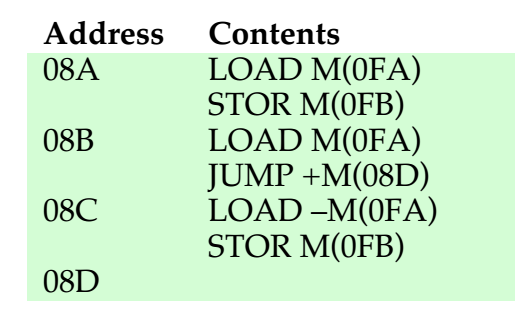 Address Contents
08A LOAD M(0FA)
STOR M(0FB)
08B LOAD M(0FA)
JUMP +M(08D)
08C LOAD –M(0FA)
STOR M(0FB)
08D